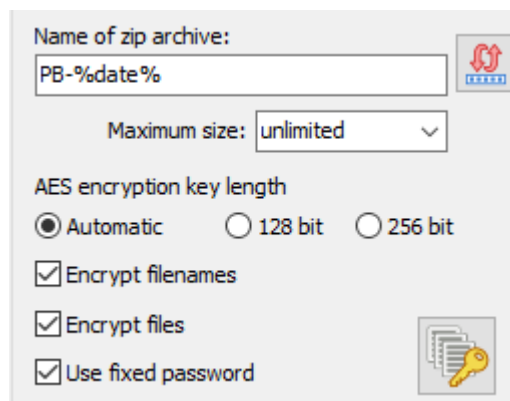 Name of zip archive:
PB-%date%
Maximum size: unlimited
AES encryption key length
Automatic 128 bit 256 bit
Encrypt filenames
Encrypt files
Use fixed password